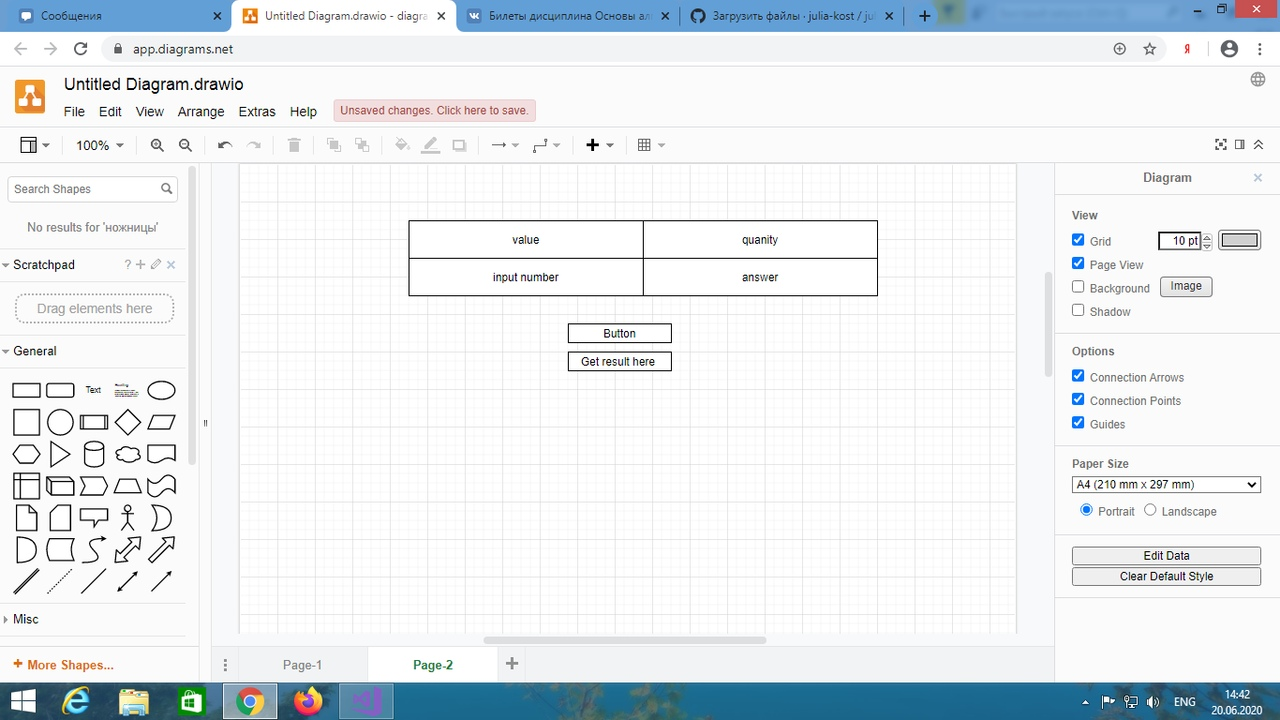 Сообщения
Untitled Diagram.drawio - diagra
Билеты дисциплина Основы ал
Загрузить файлы · julia-kost / ju
app.diagrams.net
Я
Untitled Diagram.drawio
File Edit View Arrange Extras Help
Unsaved changes. Click here to save.
100%
Search Shapes
No results for 'ножницы'
Scratchpad
?
Drag elements here
General
Text
Misc
+ More Shapes...
value quanity
input number answer
Button
Get result here
Page-1 Page-2
Diagram
View
Grid 10 pt
Page View
Background Image
Shadow
Options
Connection Arrows
Connection Points
Guides
Paper Size
A4 (210 mm x 297 mm)
Portrait Landscape
Edit Data
Clear Default Style
ENG
14:42
20.06.2020